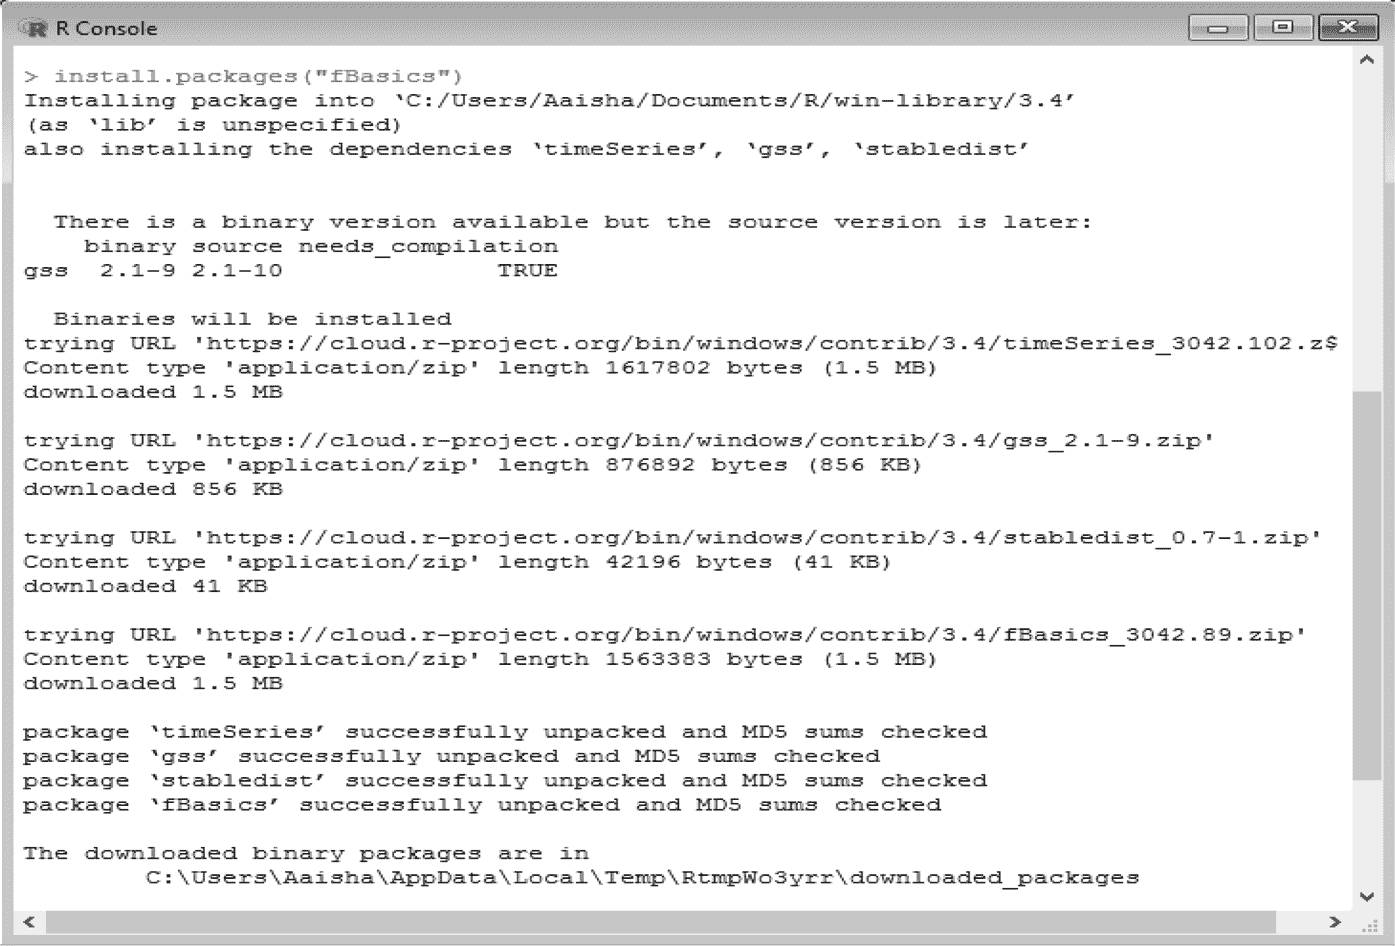 R Console
> install.packages("fBasics")
Installing package into ‘C:/Users/Aaisha/Documents/R/win-library/3.4’
(as ‘lib’ is unspecified)
also installing the dependencies ‘timeSeries’, ‘gss’, ‘stabledist’
There is a binary version available but the source version is later:
binary source needs_compilation
gss 2.1-9 2.1-10 TRUE
Binaries will be installed
trying URL 'https://cloud.r-project.org/bin/windows/contrib/3.4/timeSeries_3042.102.z$
Content type 'application/zip' length 1617802 bytes (1.5 MB)
downloaded 1.5 MB
trying URL 'https://cloud.r-project.org/bin/windows/contrib/3.4/gss_2.1-9.zip'
Content type 'application/zip' length 876892 bytes (856 KB)
downloaded 856 KB
trying URL 'https://cloud.r-project.org/bin/windows/contrib/3.4/stabledist_0.7-1.zip'
Content type 'application/zip' length 42196 bytes (41 KB)
downloaded 41 KB
trying URL 'https://cloud.r-project.org/bin/windows/contrib/3.4/fBasics_3042.89.zip'
Content type 'application/zip' length 1563383 bytes (1.5 MB)
downloaded 1.5 MB
package ‘timeSeries’ successfully unpacked and MD5 sums checked
package ‘gss’ successfully unpacked and MD5 sums checked
package ‘stabledist’ successfully unpacked and MD5 sums checked
package ‘fBasics’ successfully unpacked and MD5 sums checked
The downloaded binary packages are in
C:\Users\Aaisha\AppData\Local\Temp\RtmpWo3yrr\downloaded_packages